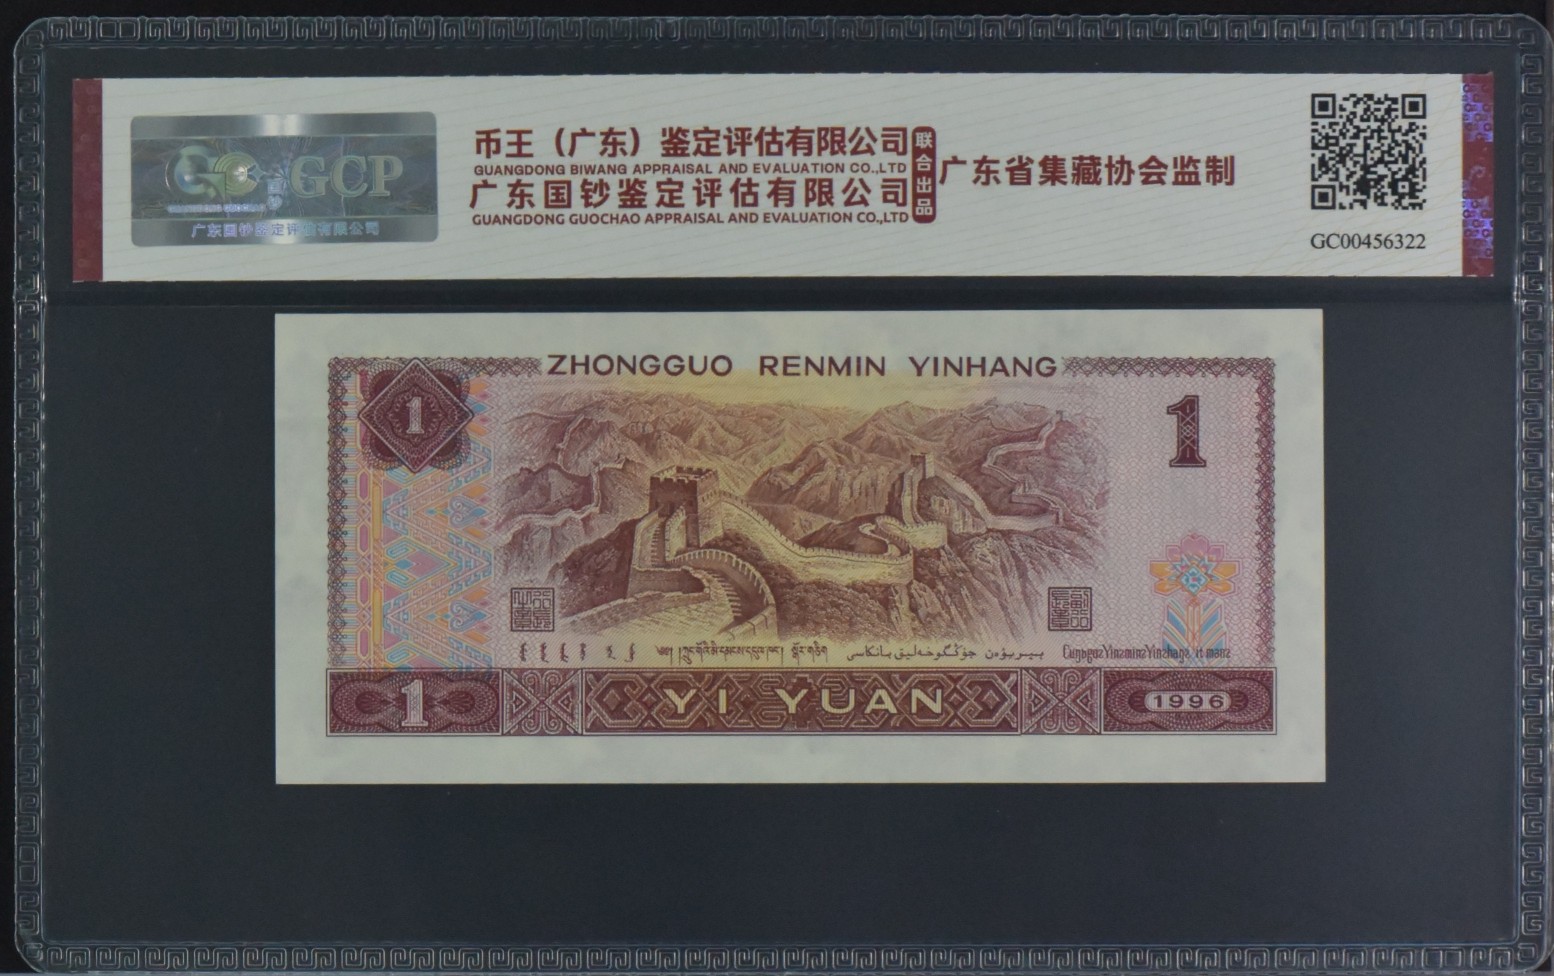 GCP
广东国钞鉴定评估有限公司
币王（广东）鉴定评估有限公司
GUANGDONG BIWANG APPRAISAL AND EVALUATION CO.,LTD
广东国钞鉴定评估有限公司
GUANGDONG GUOCHAO APPRAISAL AND EVALUATION CO.,LTD
联合出品
广东省集藏协会监制
GC00456322
ZHONGGUO RENMIN YINHANG
1
1
1
YI YUAN
1996